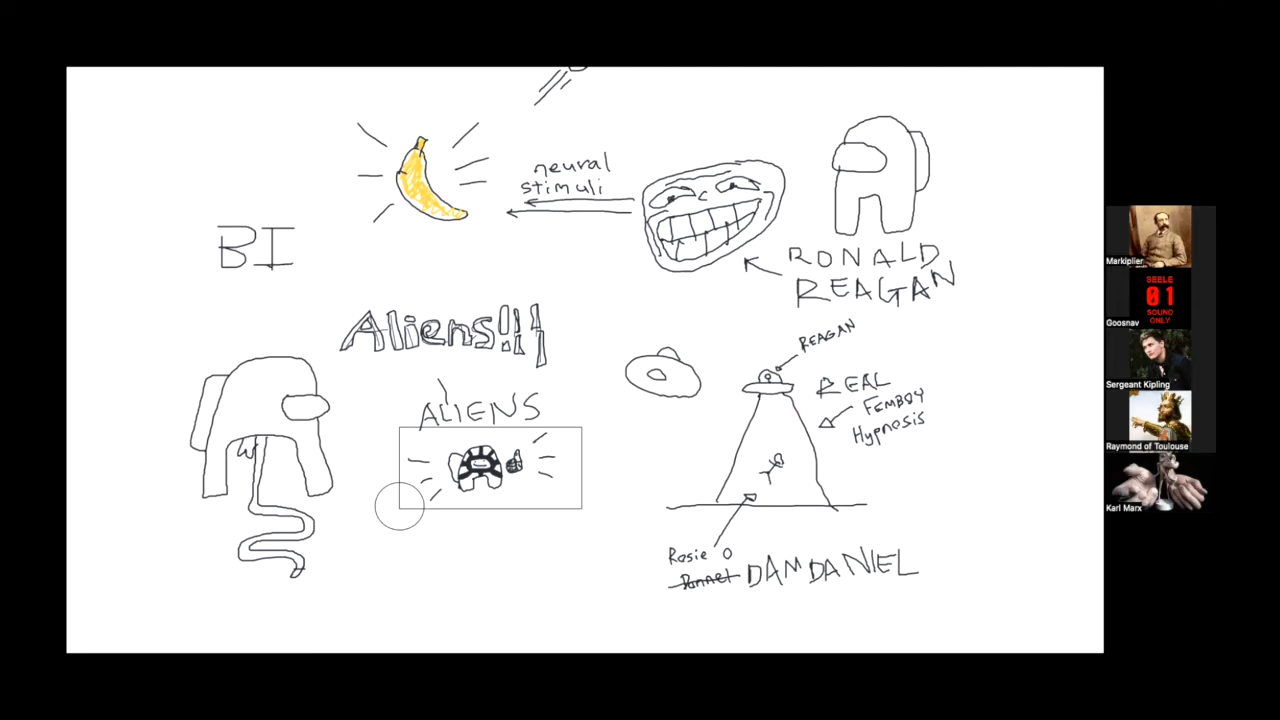 neural
stimuli
BI
RONALD
REAGAN
Aliens!!!
REAGAN
ALIENS
REAL
FEMBOY
Hypnosis
Rosie O
DAMDANIEL
Markiplier
SEELE
01
SOUND
ONLY
Goosnav
Sergeant Kipling
Raymond of Toulouse
Karl Marx